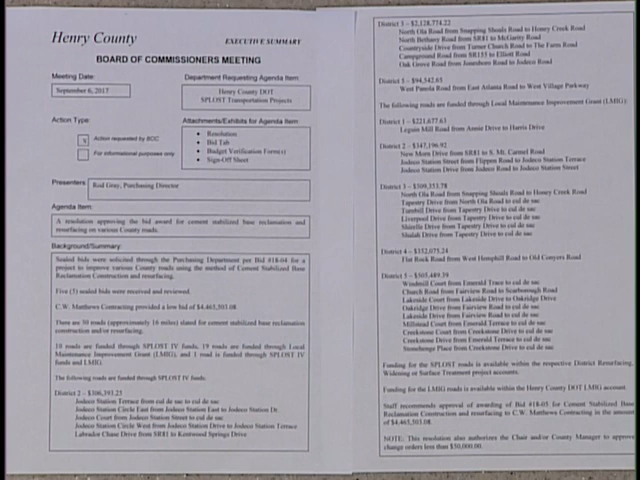 Henry County
EXECUTIVE SUMMARY
BOARD OF COMMISSIONERS MEETING
Meeting Date:
September 6, 2017
Department Requesting Agenda Item:
Henry County DOT
SPLOST Transportation Projects
Action Type:
x Action requested by BOC
For informational purposes only
Attachments/Exhibits for Agenda Item:
• Resolution
• Bid Tab
• Budget Verification Form(s)
• Sign-Off Sheet
Presenters
Rod Gray, Purchasing Director
Agenda Item:
A resolution approving the bid award for cement stabilized base reclamation and
resurfacing on various County roads.
Background/Summary:
Sealed bids were solicited through the Purchasing Department per Bid #18-04 for a
project to improve various County roads using the method of Cement Stabilized Base
Reclamation Construction and resurfacing.
Five (5) sealed bids were received and reviewed.
C.W. Matthews Contracting provided a low bid of $4,465,503.08
There are 30 roads (approximately 16 miles) slated for cement stabilized base reclamation
construction and/or resurfacing.
10 roads are funded through SPLOST IV funds, 19 roads are funded through Local
Maintenance Improvement Grant (LMIG), and 1 road is funded through SPLOST IV
funds and LMIG.
The following roads are funded through SPLOST IV funds:
District 2 – $306,393.25
Jodeco Station Terrace from cul de sac to cul de sac
Jodeco Station Circle East from Jodeco Station East to Jodeco Station Dr.
Jodeco Court from Jodeco Station Street to cul de sac
Jodeco Station Circle West from Jodeco Station Drive to Jodeco Station Terrace
Labrador Chase Drive from SR81 to Kentwood Springs Drive
District 3 – $2,128,774.22
North Ola Road from Snapping Shoals Road to Honey Creek Road
North Bethany Road from SR81 to McGarity Road
Countryside Drive from Turner Church Road to The Farm Road
Campground Road from SR155 to Elliott Road
Oak Grove Road from Jonesboro Road to Jodeco Road
District 5 – $94,542.65
West Panola Road from East Atlanta Road to West Village Parkway
The following roads are funded through Local Maintenance Improvement Grant (LMIG)
District 1 – $221,677.63
Leguin Mill Road from Annie Drive to Harris Drive
District 2 – $347,196.92
New Morn Drive from SR81 to S. Mt. Carmel Road
Jodeco Station Street from Flippen Road to Jodeco Station Terrace
Jodeco Station Drive from Jodeco Road to Jodeco Station Street
District 3 – $509,353.78
North Ola Road from Snapping Shoals Road to Honey Creek Road
Tapestry Drive from North Ola Road to cul de sac
Turnbill Drive from Tapestry Drive to cul de sac
Liverpool Drive from Tapestry Drive to cul de sac
Shirelle Drive from Tapestry Drive to cul de sac
Shalah Drive from Tapestry Drive to cul de sac
District 4 – $352,075.24
Flat Rock Road from West Hemphill Road to Old Conyers Road
District 5 – $505,489.39
Windmill Court from Emerald Trace to cul de sac
Church Road from Fairview Road to Scarborough Road
Lakeside Court from Lakeside Drive to Oakridge Drive
Oakridge Drive from Fairview Road to cul de sac
Lakeside Drive from Fairview Road to cul de sac
Millstead Court from Emerald Terrace to cul de sac
Creekstone Court from Creekstone Drive to cul de sac
Creekstone Drive from Emerald Terrace to cul de sac
Stonehenge Place from Creekstone Drive to cul de sac
Funding for the SPLOST roads is available within the respective District Resurfacing,
Widening or Surface Treatment project accounts.
Funding for the LMIG roads is available within the Henry County DOT LMIG account.
Staff recommends approval of awarding of Bid #18-05 for Cement Stabilized Base
Reclamation Construction and resurfacing to C.W. Matthews Contracting in the amount
of $4,465,503.08.
NOTE: This resolution also authorizes the Chair and/or County Manager to approve
change orders less than $50,000.00.